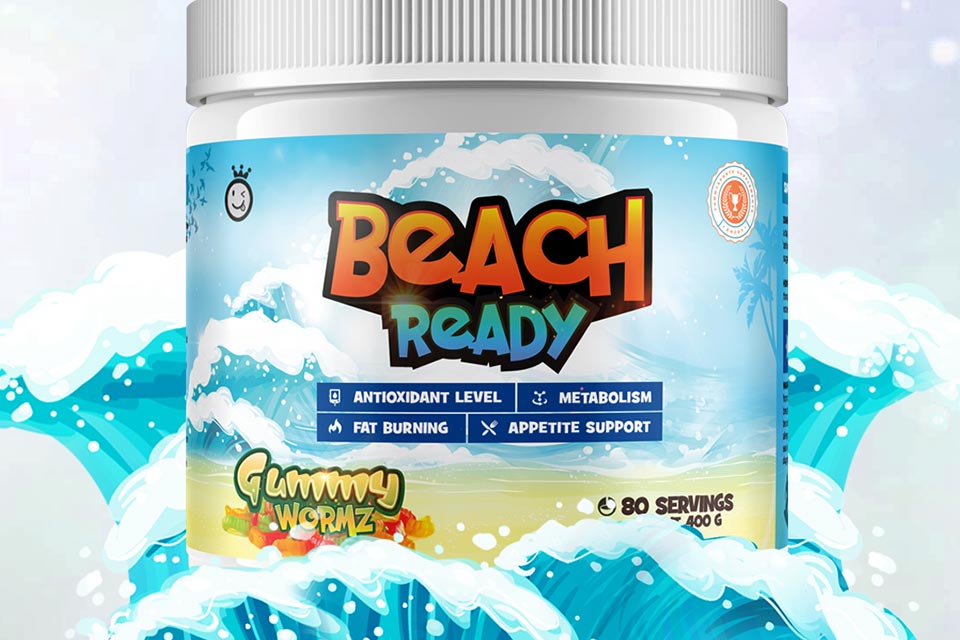 BEACH
READY
ANTIOXIDANT LEVEL
METABOLISM
FAT BURNING
APPETITE SUPPORT
Gummy
WORMZ
80 SERVINGS
400 G